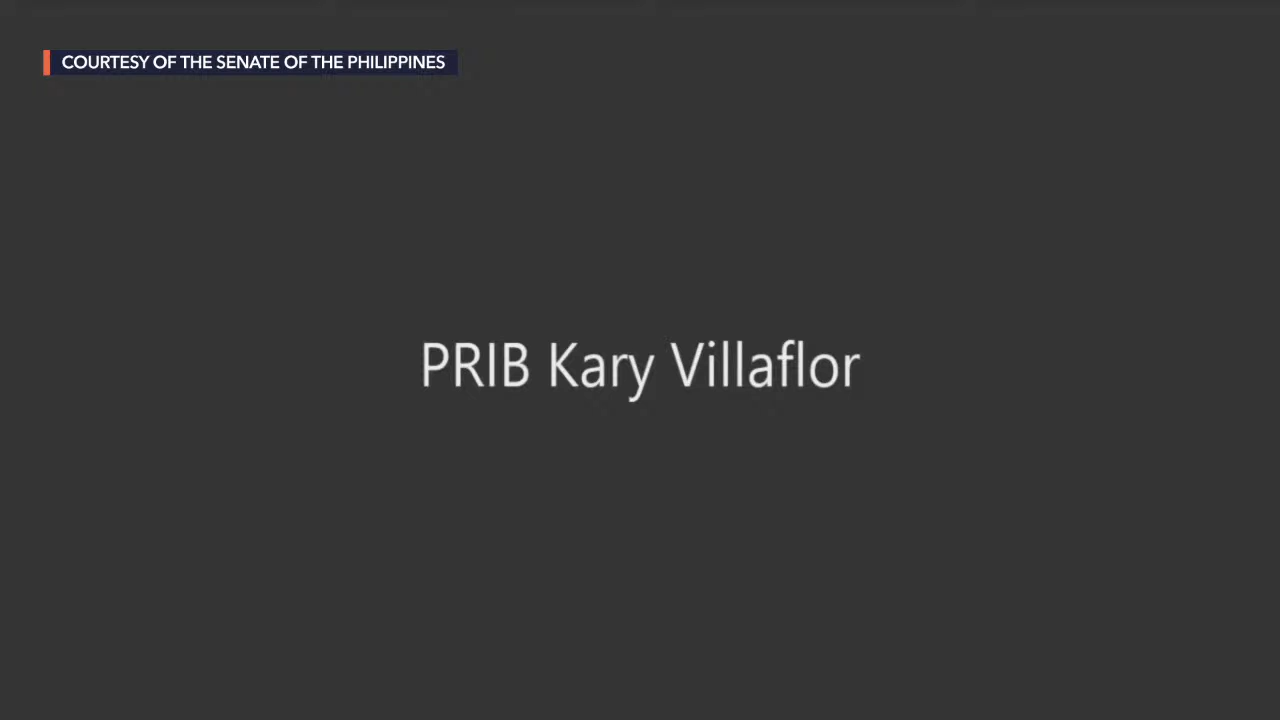 COURTESY OF THE SENATE OF THE PHILIPPINES
PRIB Kary Villaflor